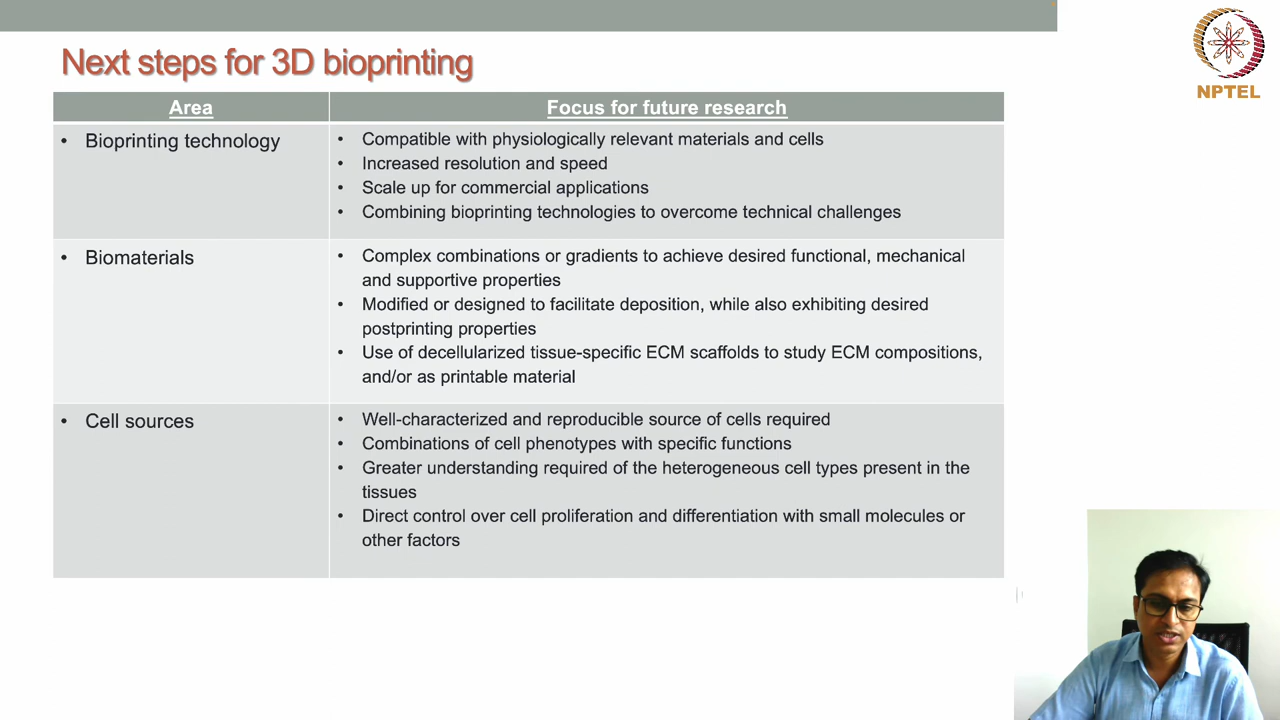 Next steps for 3D bioprinting
NPTEL
Area
Focus for future research
• Bioprinting technology
• Compatible with physiologically relevant materials and cells
• Increased resolution and speed
• Scale up for commercial applications
• Combining bioprinting technologies to overcome technical challenges
• Biomaterials
• Complex combinations or gradients to achieve desired functional, mechanical
and supportive properties
• Modified or designed to facilitate deposition, while also exhibiting desired
postprinting properties
• Use of decellularized tissue-specific ECM scaffolds to study ECM compositions,
and/or as printable material
• Cell sources
• Well-characterized and reproducible source of cells required
• Combinations of cell phenotypes with specific functions
• Greater understanding required of the heterogeneous cell types present in the
tissues
• Direct control over cell proliferation and differentiation with small molecules or
other factors